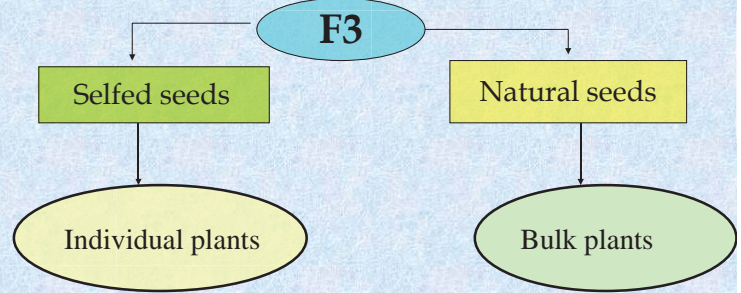 F3
Selfed seeds
Natural seeds
Individual plants
Bulk plants